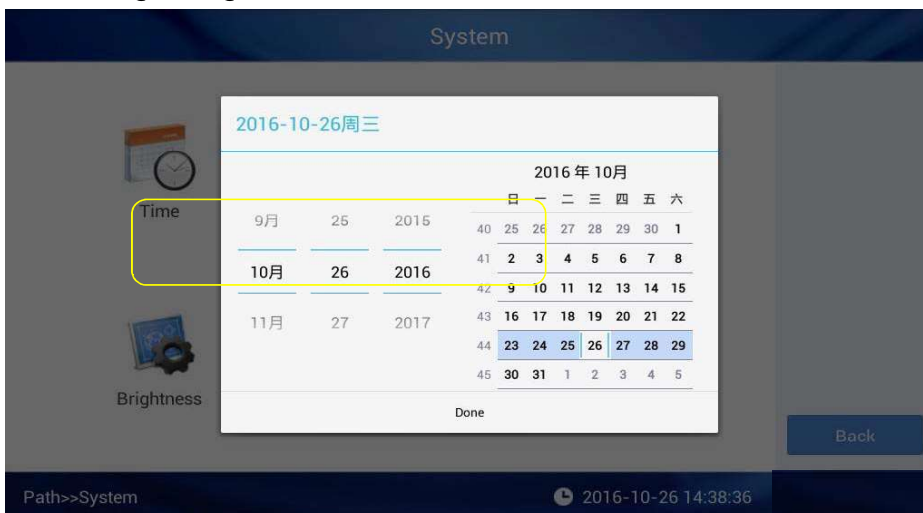 System
Time
Brightness
2016-10-26周三
9月 25 2015
10月 26 2016
11月 27 2017
2016 年 10月
日 一 二 三 四 五 六
40 25 26 27 28 29 30 1
41 2 3 4 5 6 7 8
42 9 10 11 12 13 14 15
43 16 17 18 19 20 21 22
44 23 24 25 26 27 28 29
45 30 31 1 2 3 4 5
Done
Back
Path>>System
2016-10-26 14:38:36